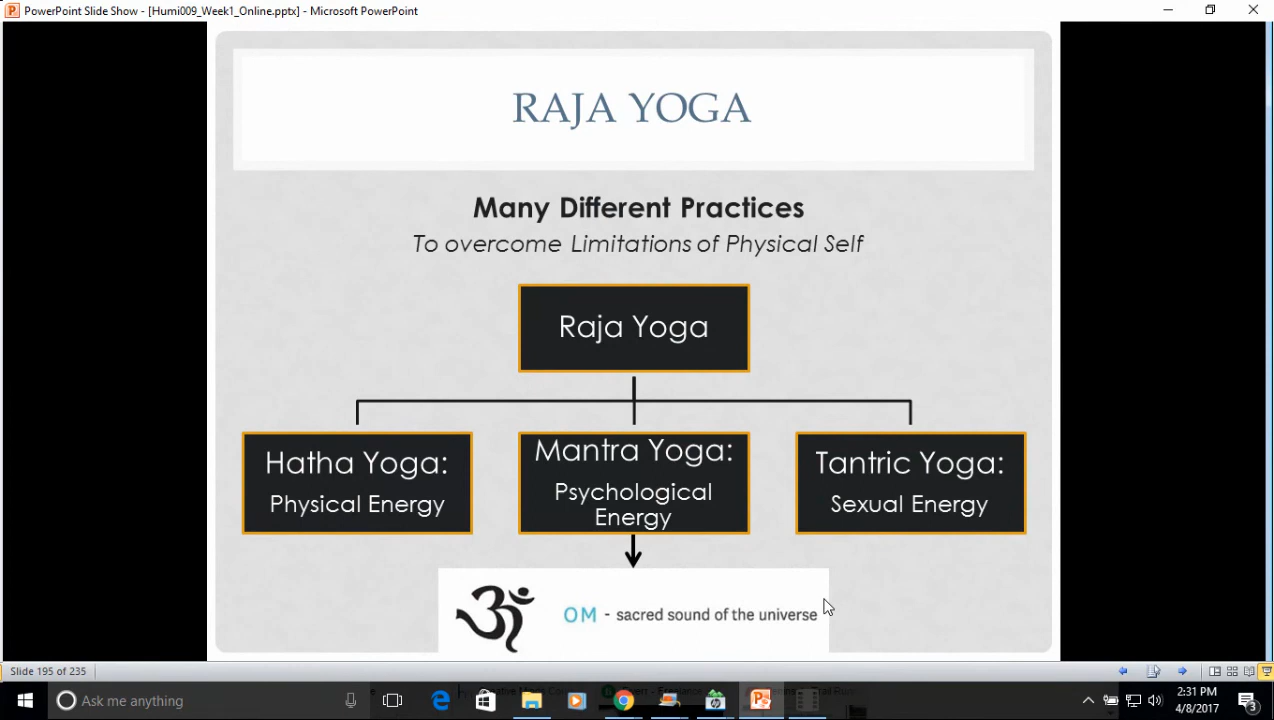 PowerPoint Slide Show - [Humi009_Week1_Online.pptx] - Microsoft PowerPoint
RAJA YOGA
Many Different Practices
To overcome Limitations of Physical Self
Raja Yoga
Hatha Yoga:
Physical Energy
Mantra Yoga:
Psychological
Energy
Tantric Yoga:
Sexual Energy
ॐ OM - sacred sound of the universe
Slide 195 of 235
Ask me anything
2:31 PM
4/8/2017
3